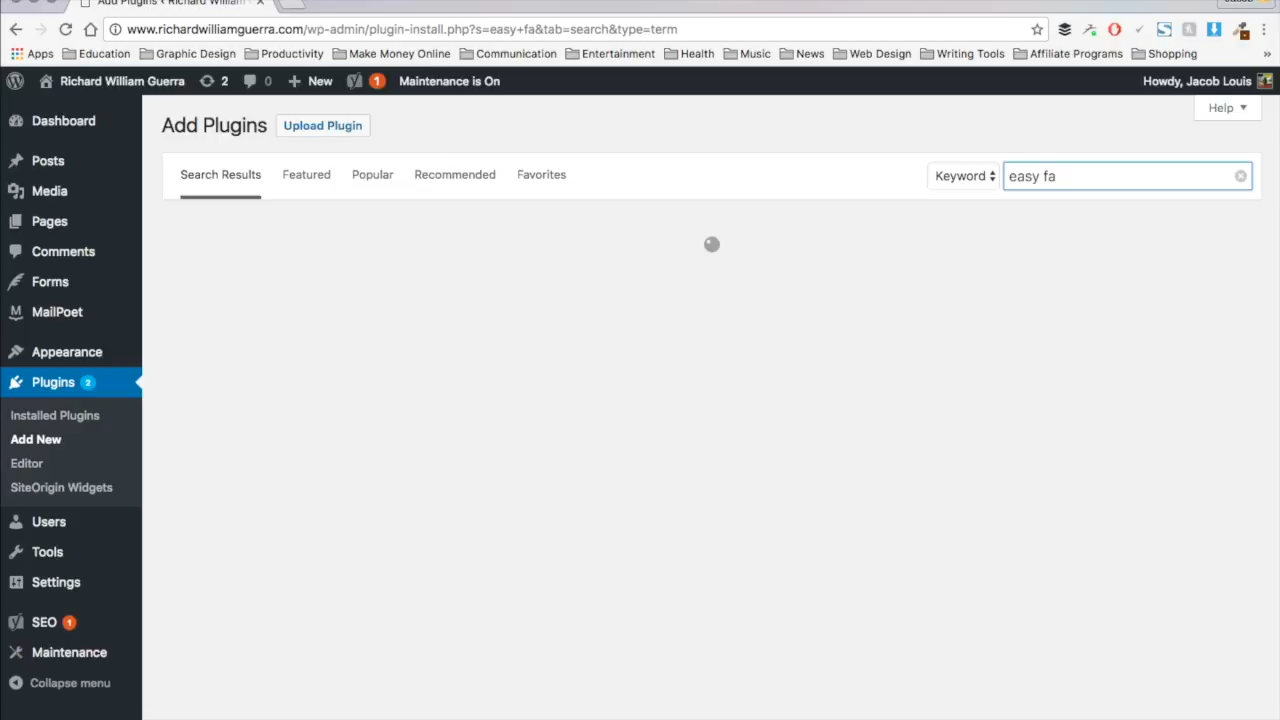 Add Plugins ‹ Richard William
www.richardwilliamguerra.com/wp-admin/plugin-install.php?s=easy+fa&tab=search&type=term
Apps Education Graphic Design Productivity Make Money Online Communication Entertainment Health Music News Web Design Writing Tools Affiliate Programs Shopping »
Richard William Guerra 2 0 New 1 Maintenance is On Howdy, Jacob Louis
Help
Dashboard
Add Plugins Upload Plugin
Posts
Search Results Featured Popular Recommended Favorites Keyword easy fa
Media
Pages
Comments
Forms
MailPoet
Appearance
Plugins 2
Installed Plugins
Add New
Editor
SiteOrigin Widgets
Users
Tools
Settings
SEO 1
Maintenance
Collapse menu